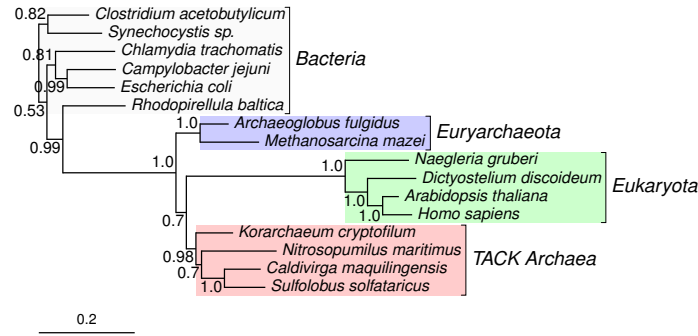 0.82
Clostridium acetobutylicum
Synechocystis sp.
0.81
Chlamydia trachomatis
Bacteria
Campylobacter jejuni
0.99
Escherichia coli
0.53
Rhodopirellula baltica
1.0
Archaeoglobus fulgidus
Euryarchaeota
0.99
Methanosarcina mazei
1.0
1.0
Naegleria gruberi
Dictyostelium discoideum
Eukaryota
1.0
Arabidopsis thaliana
1.0
Homo sapiens
0.7
Korarchaeum cryptofilum
0.98
Nitrosopumilus maritimus
TACK Archaea
0.7
Caldivirga maquilingensis
1.0
Sulfolobus solfataricus
0.2